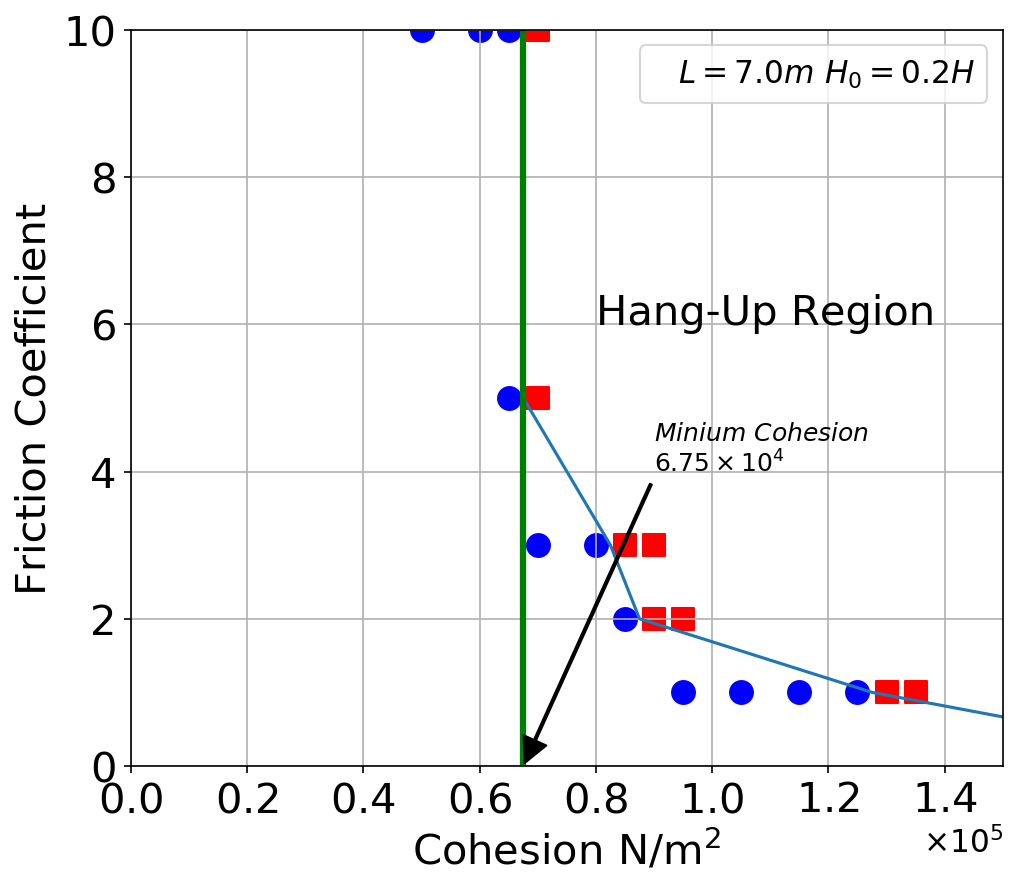 10
8
6
4
2
0
Friction Coefficient
L = 7.0m H₀ = 0.2H
Hang-Up Region
Minium Cohesion
6.75 × 10⁴
0.0 0.2 0.4 0.6 0.8 1.0 1.2 1.4
×10⁵
Cohesion N/m²